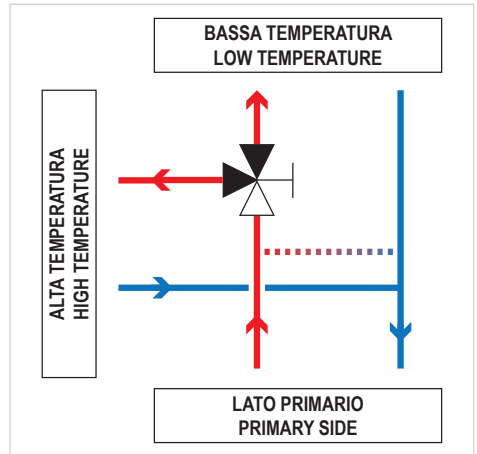 BASSA TEMPERATURA
LOW TEMPERATURE
ALTA TEMPERATURA
HIGH TEMPERATURE
LATO PRIMARIO
PRIMARY SIDE